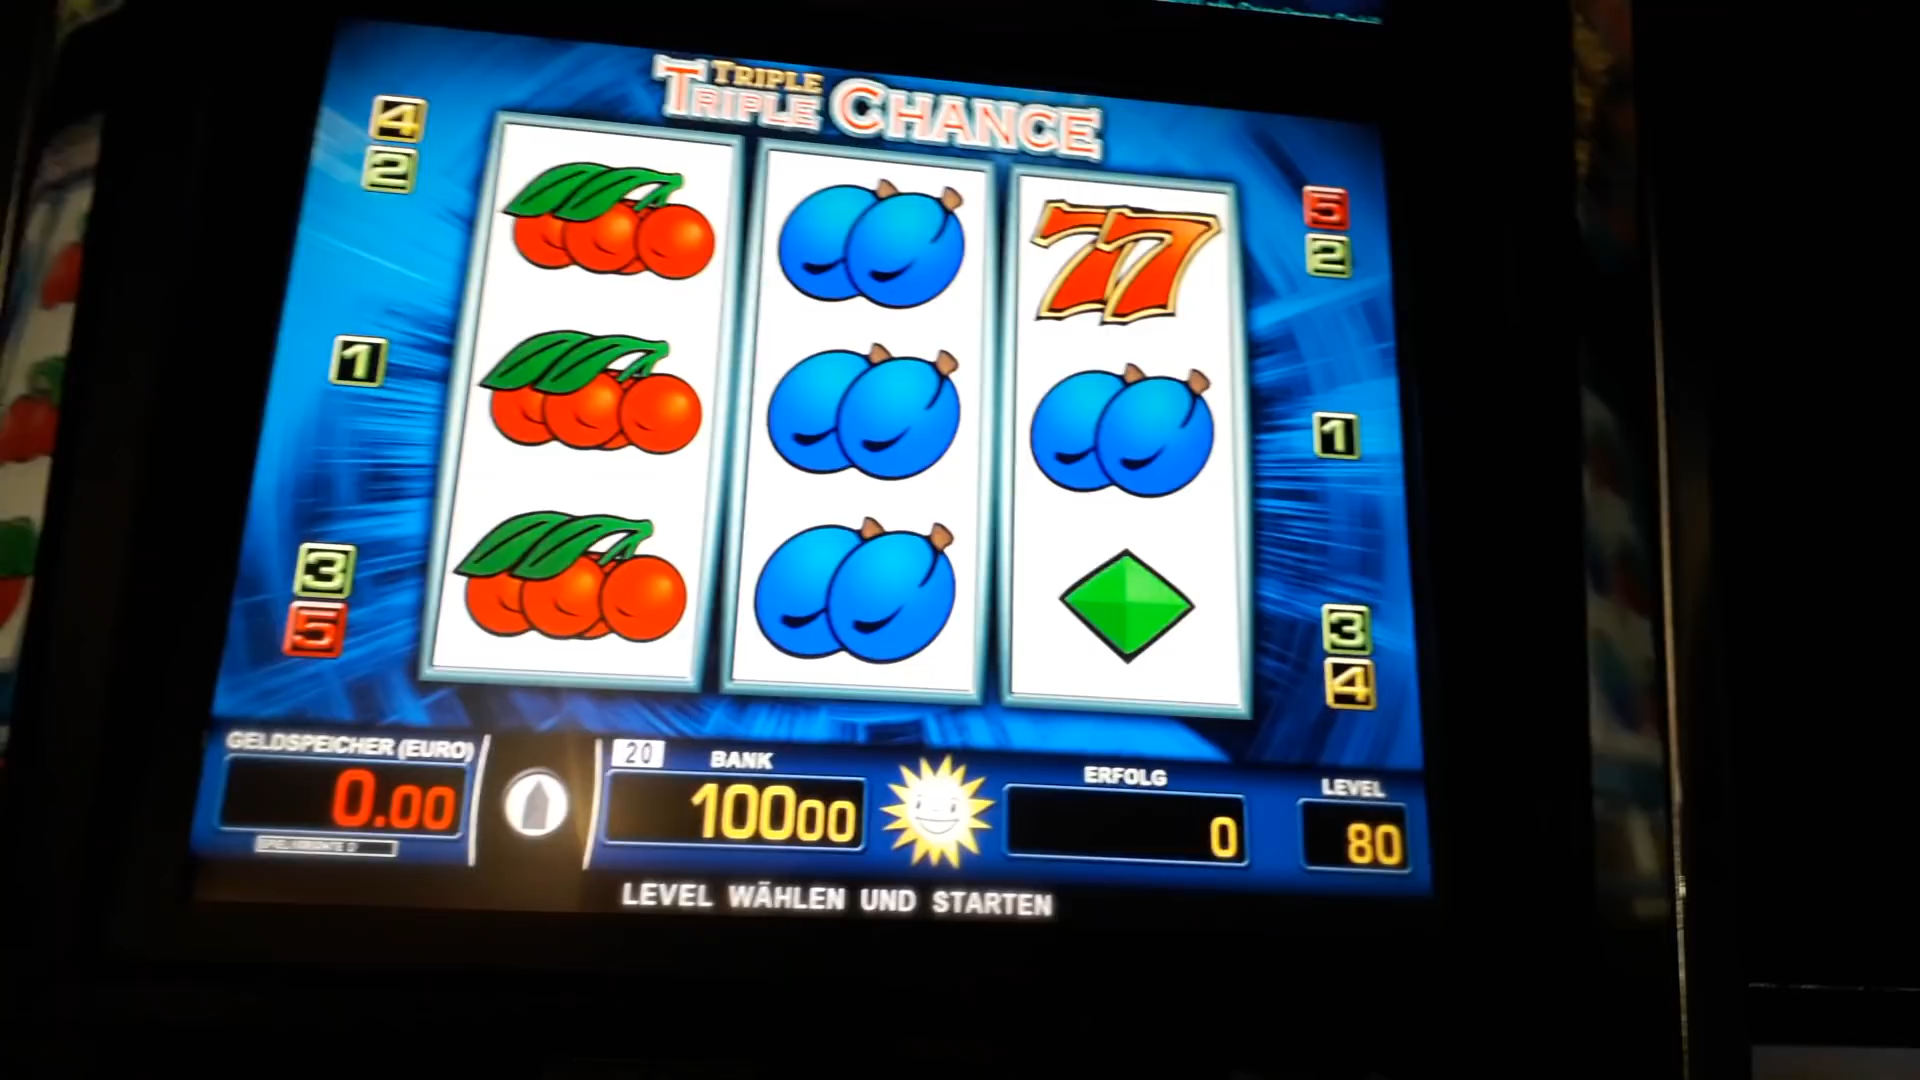 TRIPLE
TRIPLE CHANCE
4
2
5
2
1
1
3
5
3
4
77
GELDSPEICHER (EURO)
20
BANK
ERFOLG
LEVEL
0.00
10000
0
80
LEVEL WÄHLEN UND STARTEN